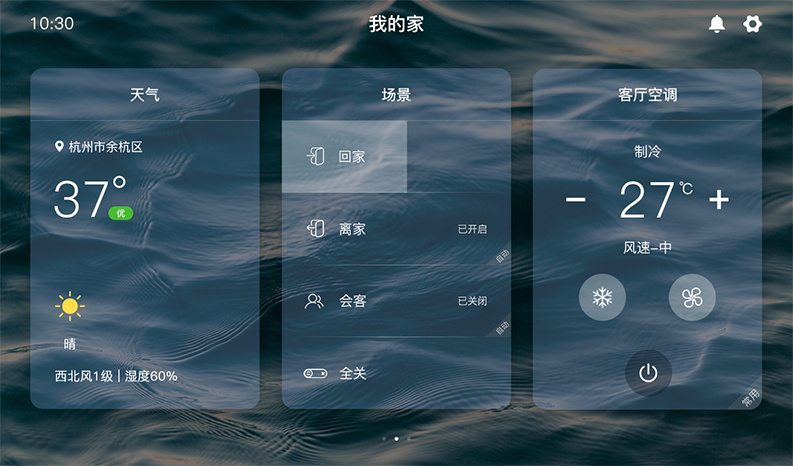 10:30
我的家
天气
杭州市余杭区
37°
优
晴
西北风1级 | 湿度60%
场景
回家
离家
已开启
自动
会客
已关闭
自动
全关
客厅空调
制冷
− 27℃ +
风速-中
常用